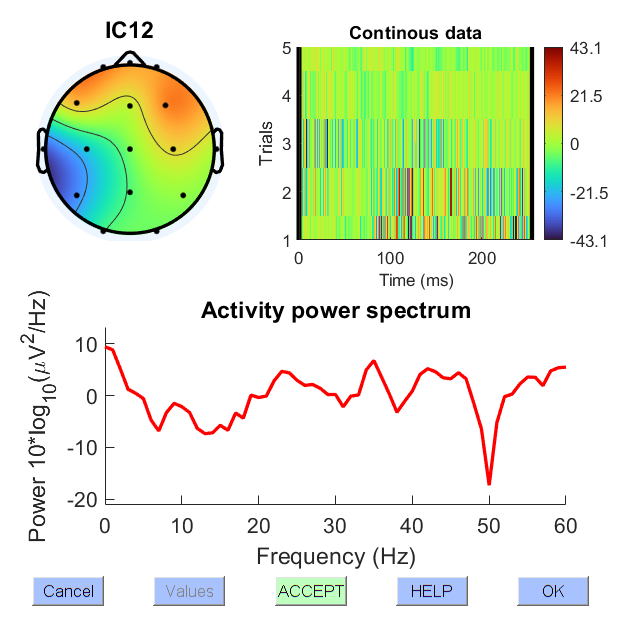 IC12
Continous data
Trials
5
4
3
2
1
0
100
200
Time (ms)
43.1
21.5
0
-21.5
-43.1
Activity power spectrum
Power 10*log10(μV2/Hz)
10
0
-10
-20
0
10
20
30
40
50
60
Frequency (Hz)
Cancel
Values
ACCEPT
HELP
OK